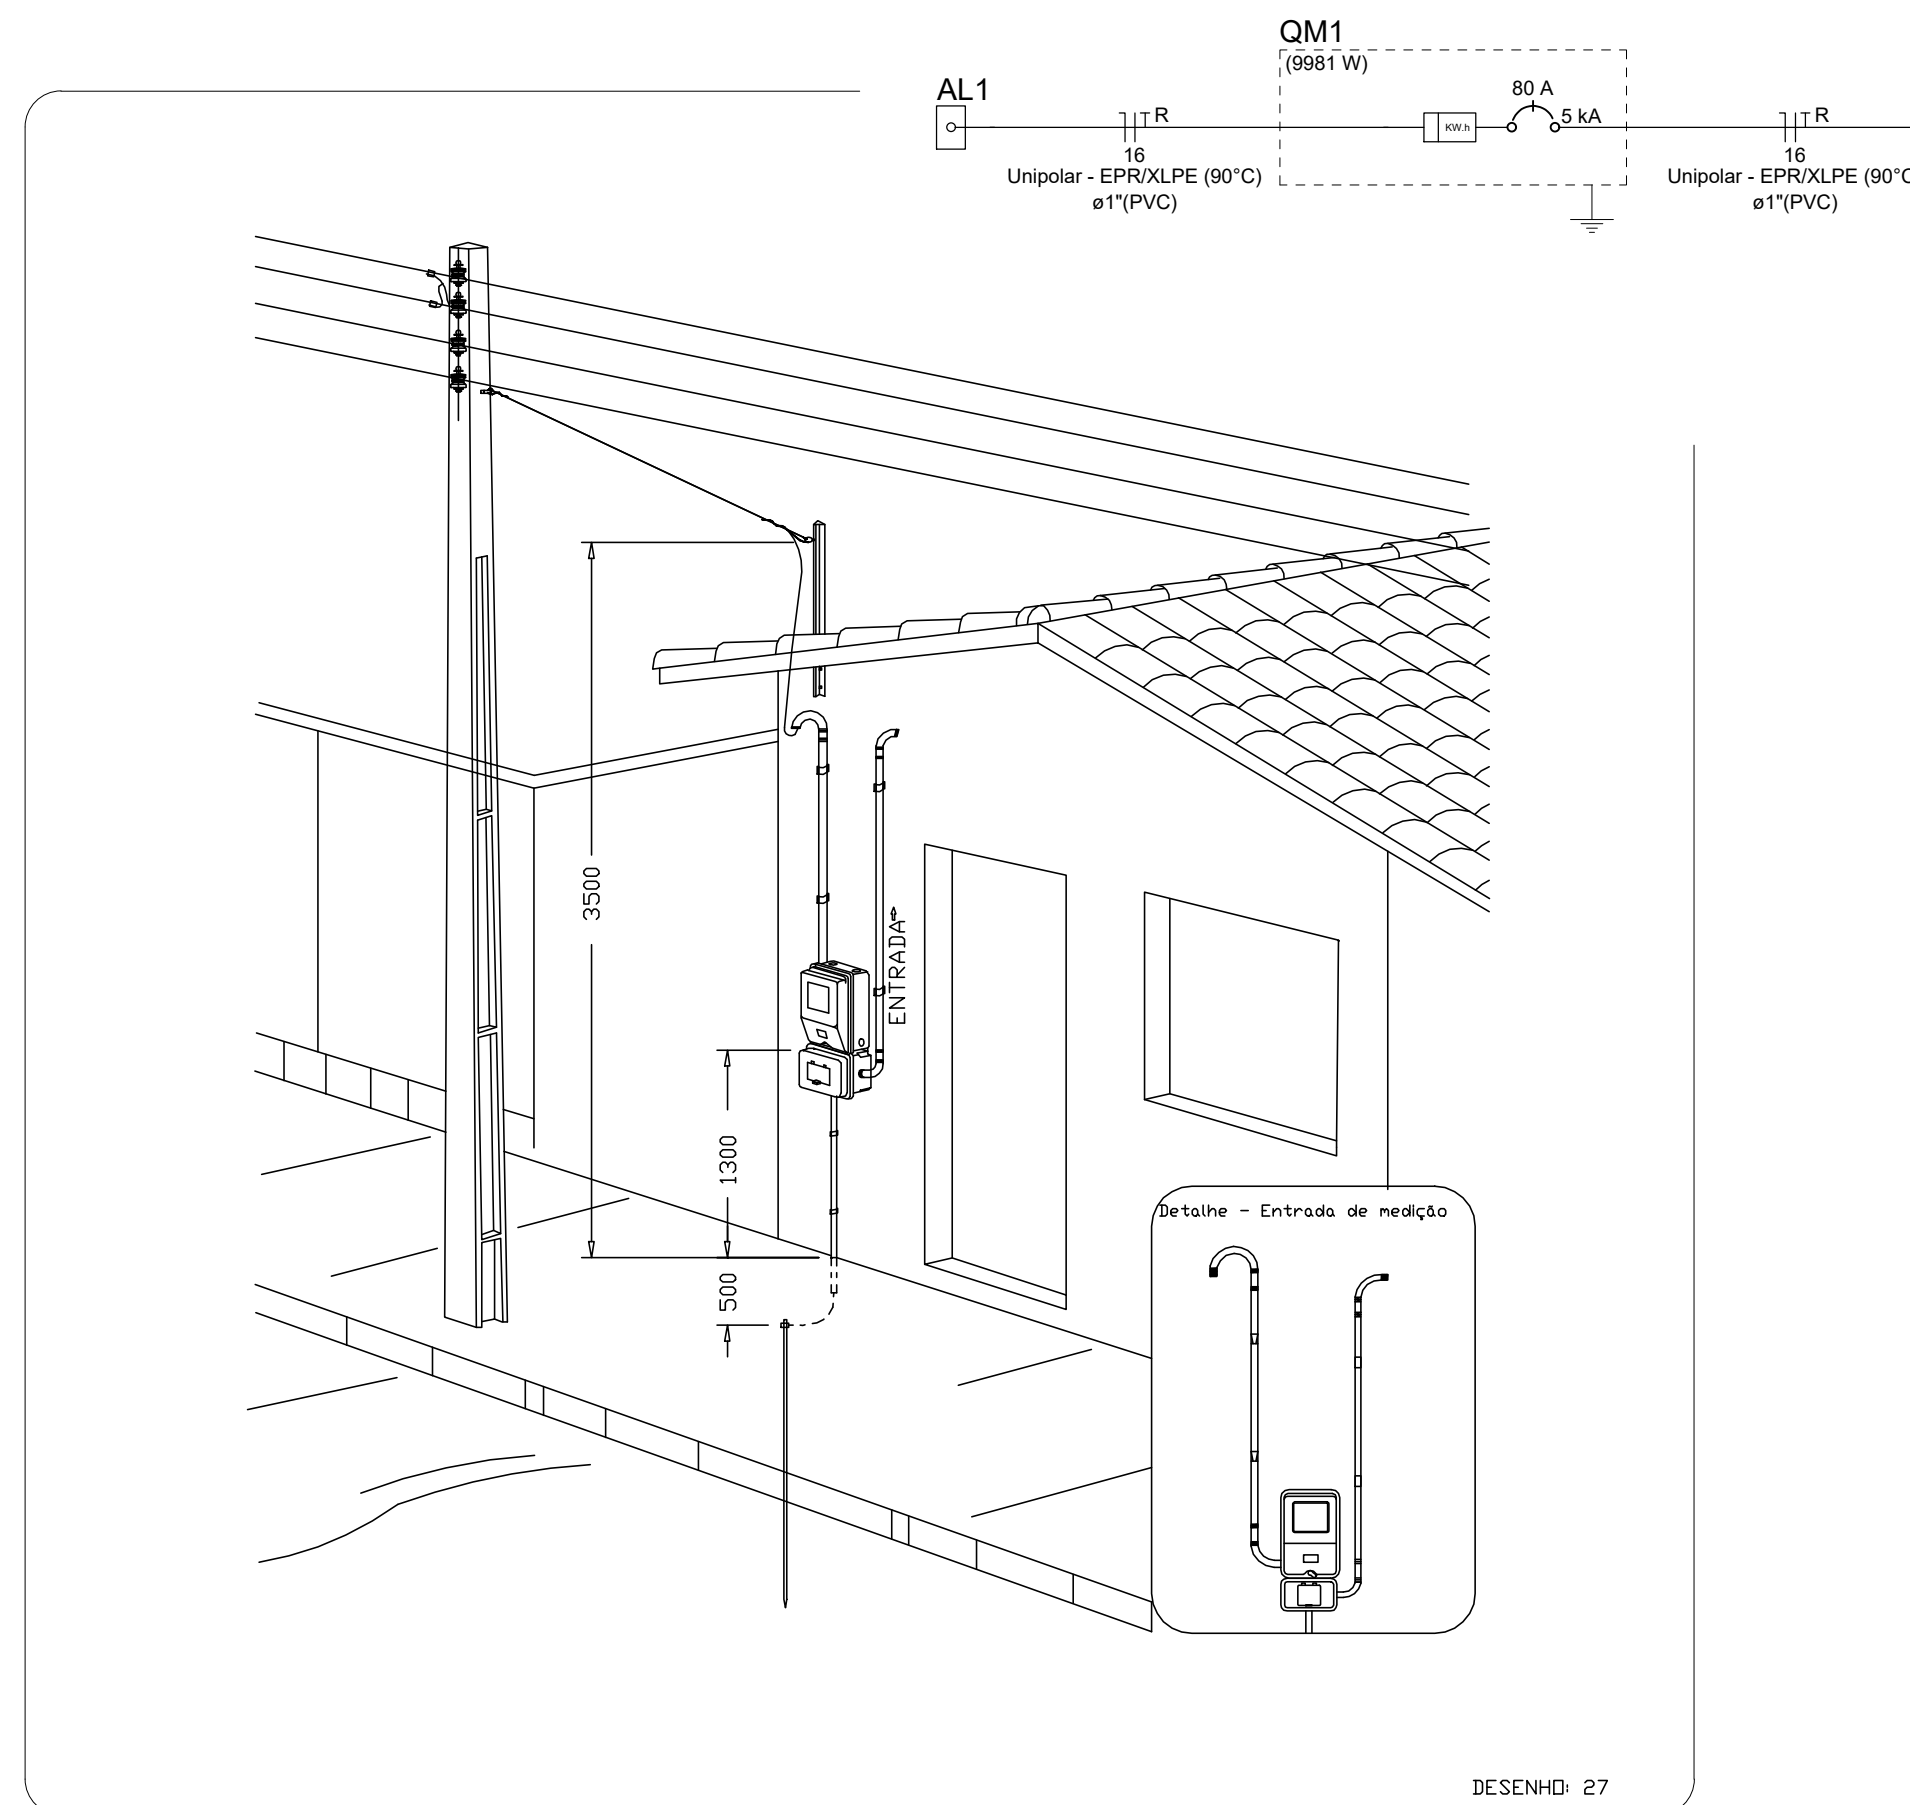 QM1
(9981 W)
AL1
R
80 A
5 kA
KW.h
R
16
Unipolar - EPR/XLPE (90°C)
ø1"(PVC)
16
Unipolar - EPR/XLPE (90°C
ø1"(PVC)
3500
ENTRADA
1300
500
Detalhe - Entrada de medição
DESENHO: 27